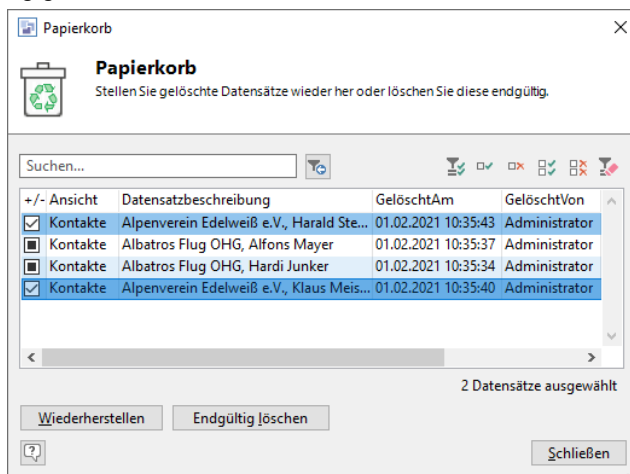 Papierkorb
Papierkorb
Stellen Sie gelöschte Datensätze wieder her oder löschen Sie diese endgültig.
Suchen...
+/- Ansicht Datensatzbeschreibung GelöschtAm GelöschtVon
Kontakte Alpenverein Edelweiß e.V., Harald Ste... 01.02.2021 10:35:43 Administrator
Kontakte Albatros Flug OHG, Alfons Mayer 01.02.2021 10:35:37 Administrator
Kontakte Albatros Flug OHG, Hardi Junker 01.02.2021 10:35:34 Administrator
Kontakte Alpenverein Edelweiß e.V., Klaus Meis... 01.02.2021 10:35:40 Administrator
2 Datensätze ausgewählt
Wiederherstellen Endgültig löschen
Schließen